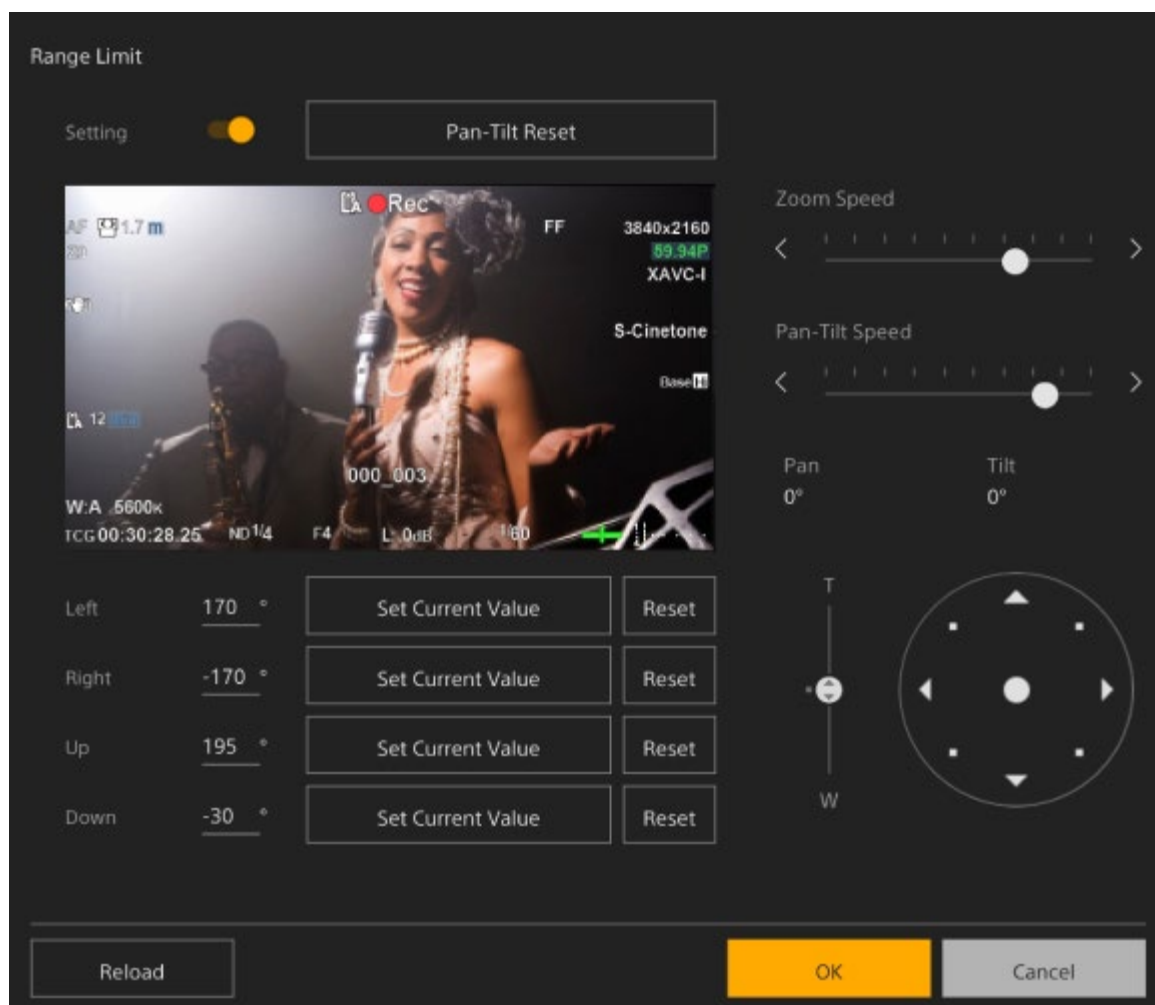 Range Limit
Setting
Pan-Tilt Reset
Rec
AF 1.7 m
FF
3840x2160
59.94P
XAVC-I
S-Cinetone
Base H
12
000_003
W:A 5600K
TCG 00:30:28.25 ND 1/4 F4 L: 0dB 1/60
Zoom Speed
Pan-Tilt Speed
Pan Tilt
0° 0°
Left 170 ° Set Current Value Reset
Right -170 ° Set Current Value Reset
Up 195 ° Set Current Value Reset
Down -30 ° Set Current Value Reset
T
W
Reload
OK
Cancel